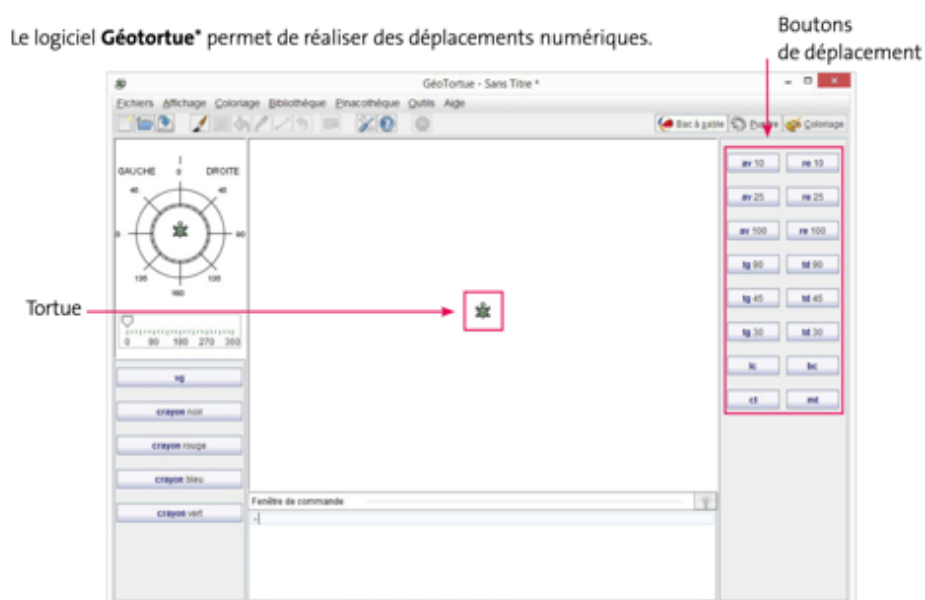 Boutons
de déplacement
Le logiciel Géotortue* permet de réaliser des déplacements numériques.
GéoTortue - Sans Titre *
Fichiers Affichage Coloriage Bibliothèque Pinacothèque Outils Aide
Bac à sable Coloriage
GAUCHE 0 DROITE
45 45
90
135 135
180
Tortue
0 90 180 270 360
vg
crayon noir
crayon rouge
crayon bleu
crayon vert
Fenêtre de commande
av 10 re 10
av 25 re 25
av 100 re 100
tg 90 td 90
tg 45 td 45
tg 30 td 30
lc bc
ct mt